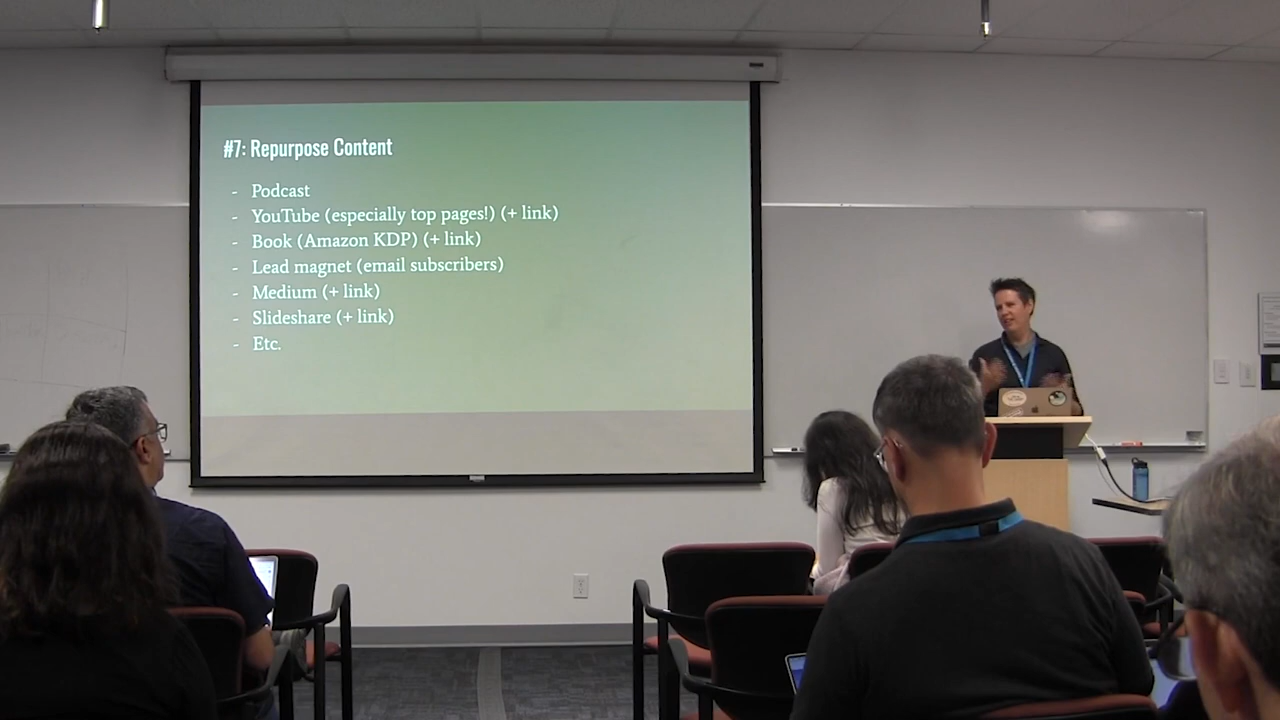 #7: Repurpose Content
- Podcast
- YouTube (especially top pages!) (+ link)
- Book (Amazon KDP) (+ link)
- Lead magnet (email subscribers)
- Medium (+ link)
- Slideshare (+ link)
- Etc.